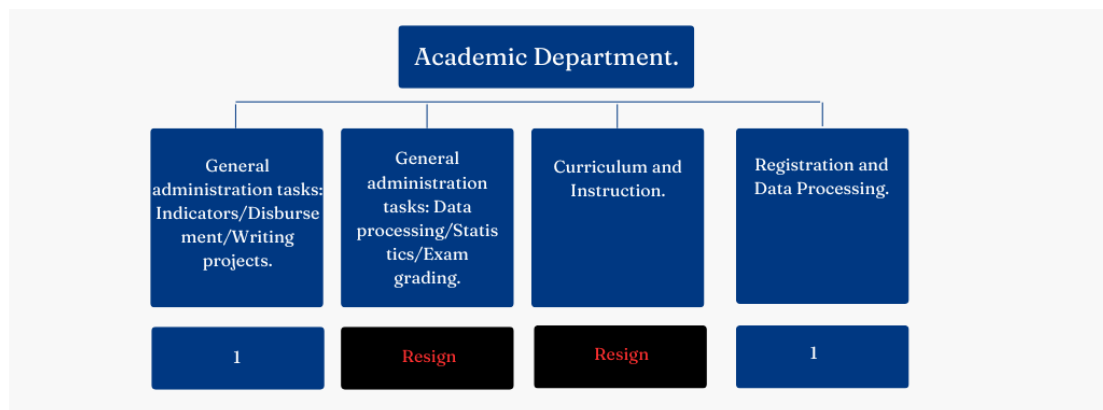 Academic Department.
General
administration tasks:
Indicators/Disburse
ment/Writing
projects.
General
administration
tasks: Data
processing/Statis
tics/Exam
grading.
Curriculum and
Instruction.
Registration and
Data Processing.
1
Resign
Resign
1